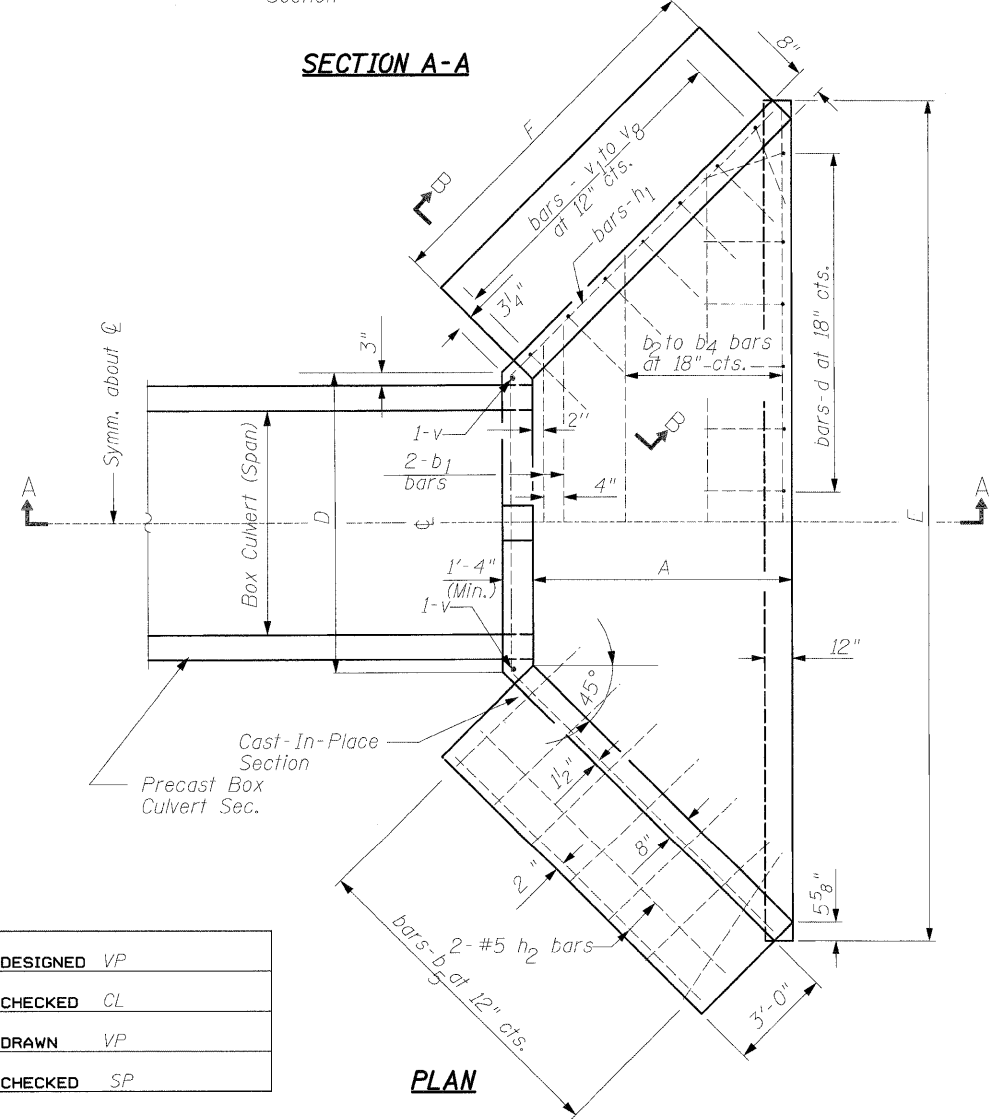 Section
SECTION A-A
8"
F
bars - v1 to v8
at 12" cts.
bars-h1
B
3¼"
3"
b2 to b4 bars
at 18" cts.
bars-d at 18" cts.
Symm. about ℄
Box Culvert (Span)
1-v
2"
2-b1
bars
4"
B
A
A
D
℄
E
1'-4"
(Min.)
A
1-v
12"
45°
Cast-In-Place
Section
Precast Box
Culvert Sec.
1½"
8"
2"
5⅝"
2-#5 h2 bars
bars-b5 at 12" cts.
3'-0"
DESIGNED VP
CHECKED CL
DRAWN VP
CHECKED SP
PLAN